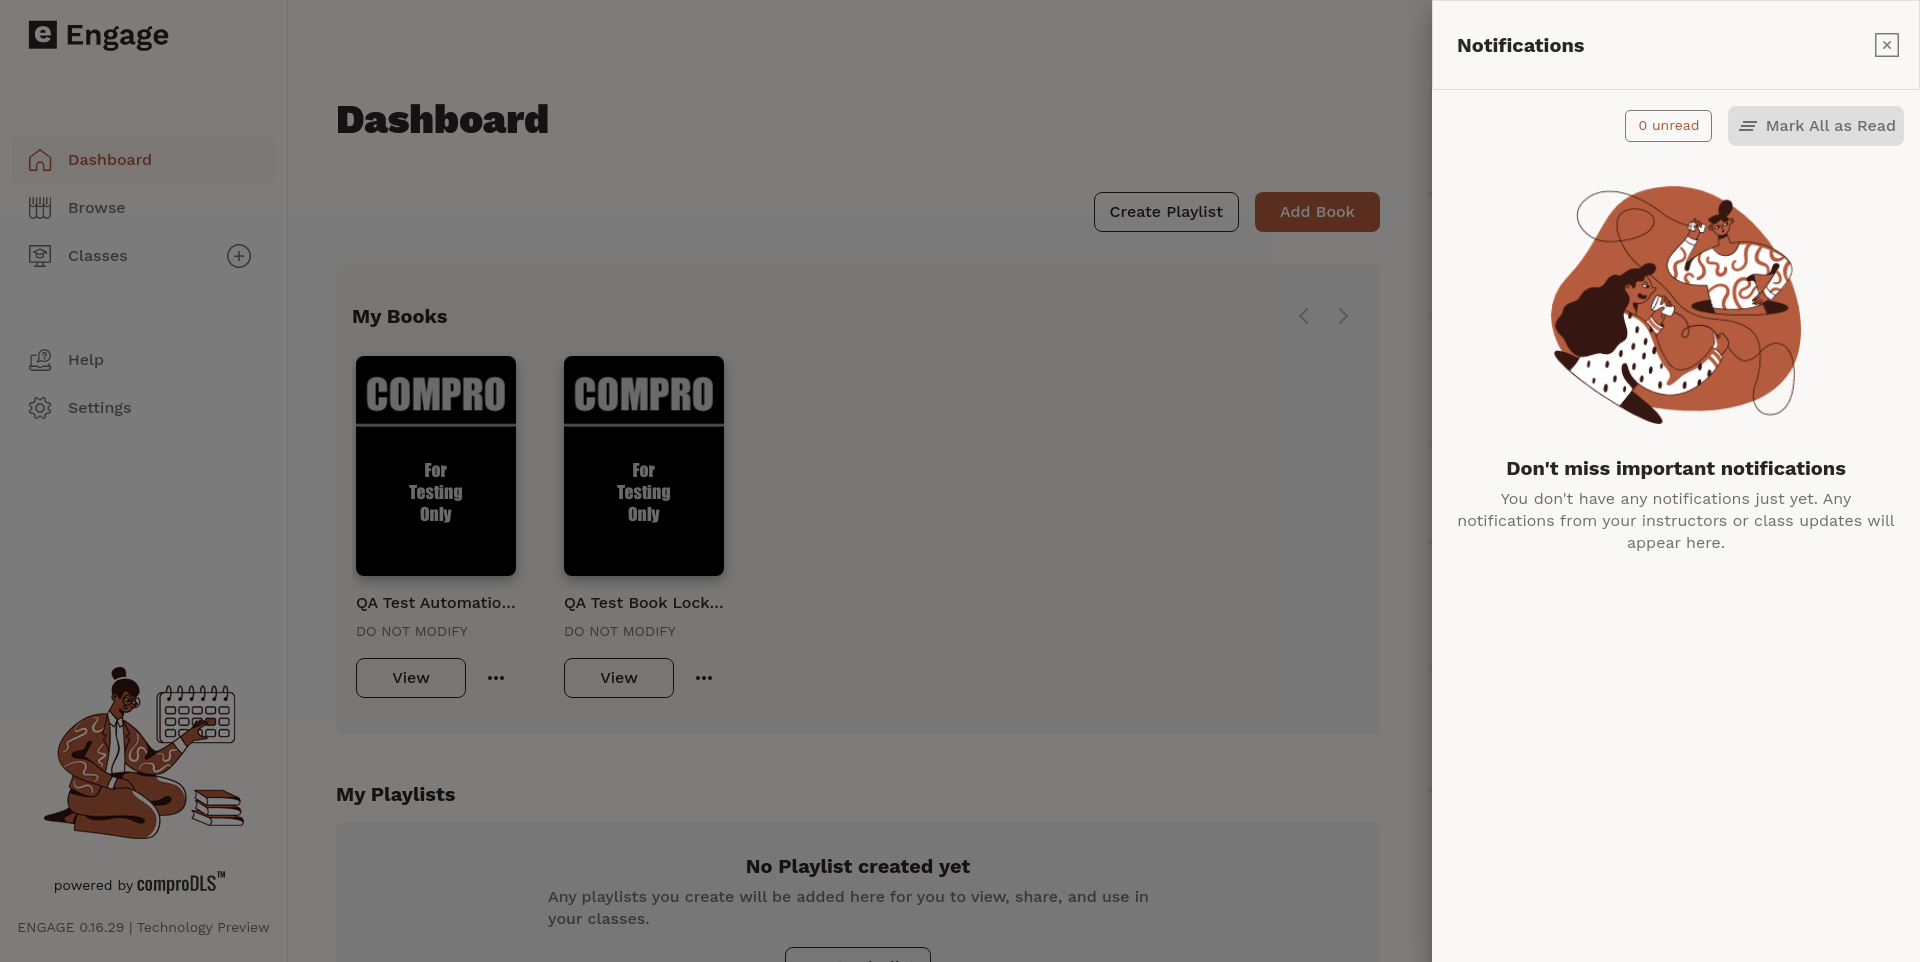 e Engage
Dashboard
Browse
Classes
Help
Settings
powered by comproDLS™
ENGAGE 0.16.29 | Technology Preview
Dashboard
Create Playlist
Add Book
My Books
COMPRO
For
Testing
Only
QA Test Automatio...
DO NOT MODIFY
View
COMPRO
For
Testing
Only
QA Test Book Lock...
DO NOT MODIFY
View
My Playlists
No Playlist created yet
Any playlists you create will be added here for you to view, share, and use in
your classes.
Notifications
0 unread
Mark All as Read
Don't miss important notifications
You don't have any notifications just yet. Any
notifications from your instructors or class updates will
appear here.